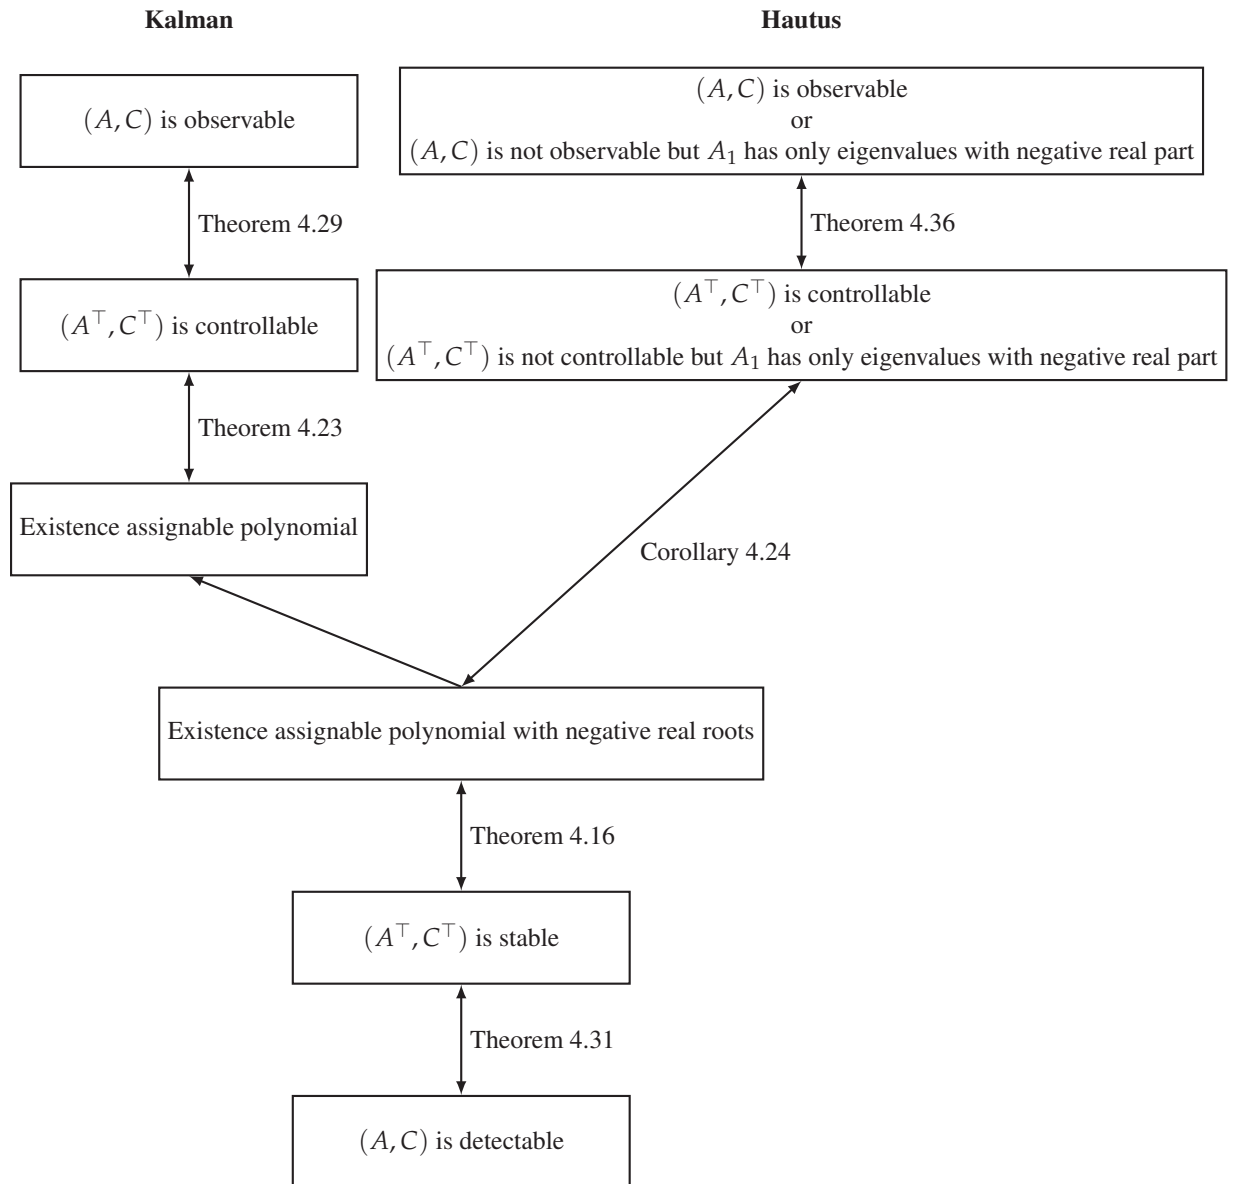 Kalman
Hautus
(A, C) is observable
(A, C) is observable
or
(A, C) is not observable but A₁ has only eigenvalues with negative real part
Theorem 4.29
Theorem 4.36
(A⊤, C⊤) is controllable
(A⊤, C⊤) is controllable
or
(A⊤, C⊤) is not controllable but A₁ has only eigenvalues with negative real part
Theorem 4.23
Existence assignable polynomial
Corollary 4.24
Existence assignable polynomial with negative real roots
Theorem 4.16
(A⊤, C⊤) is stable
Theorem 4.31
(A, C) is detectable